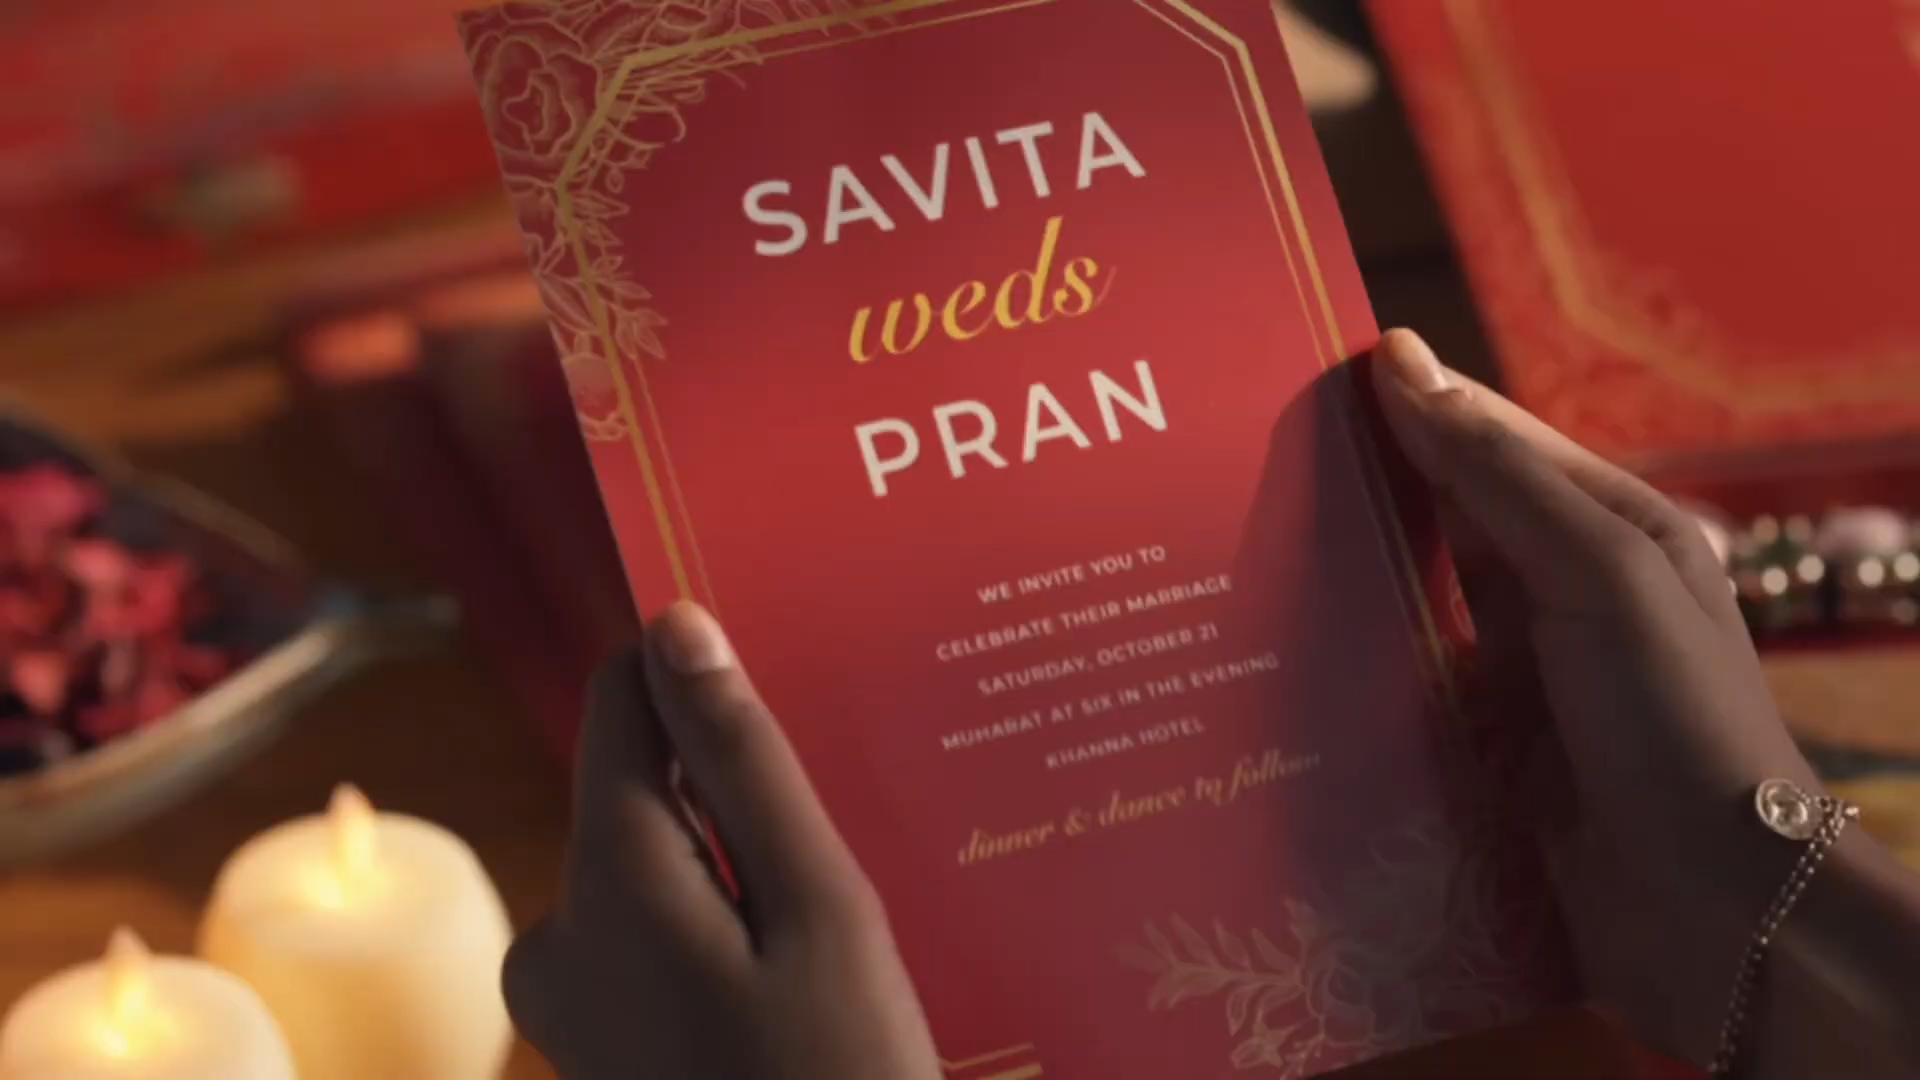 SAVITA
weds
PRAN
WE INVITE YOU TO
CELEBRATE THEIR MARRIAGE
SATURDAY, OCTOBER 21
MUHARAT AT SIX IN THE EVENING
KHANNA HOTEL
dinner & dance to follow